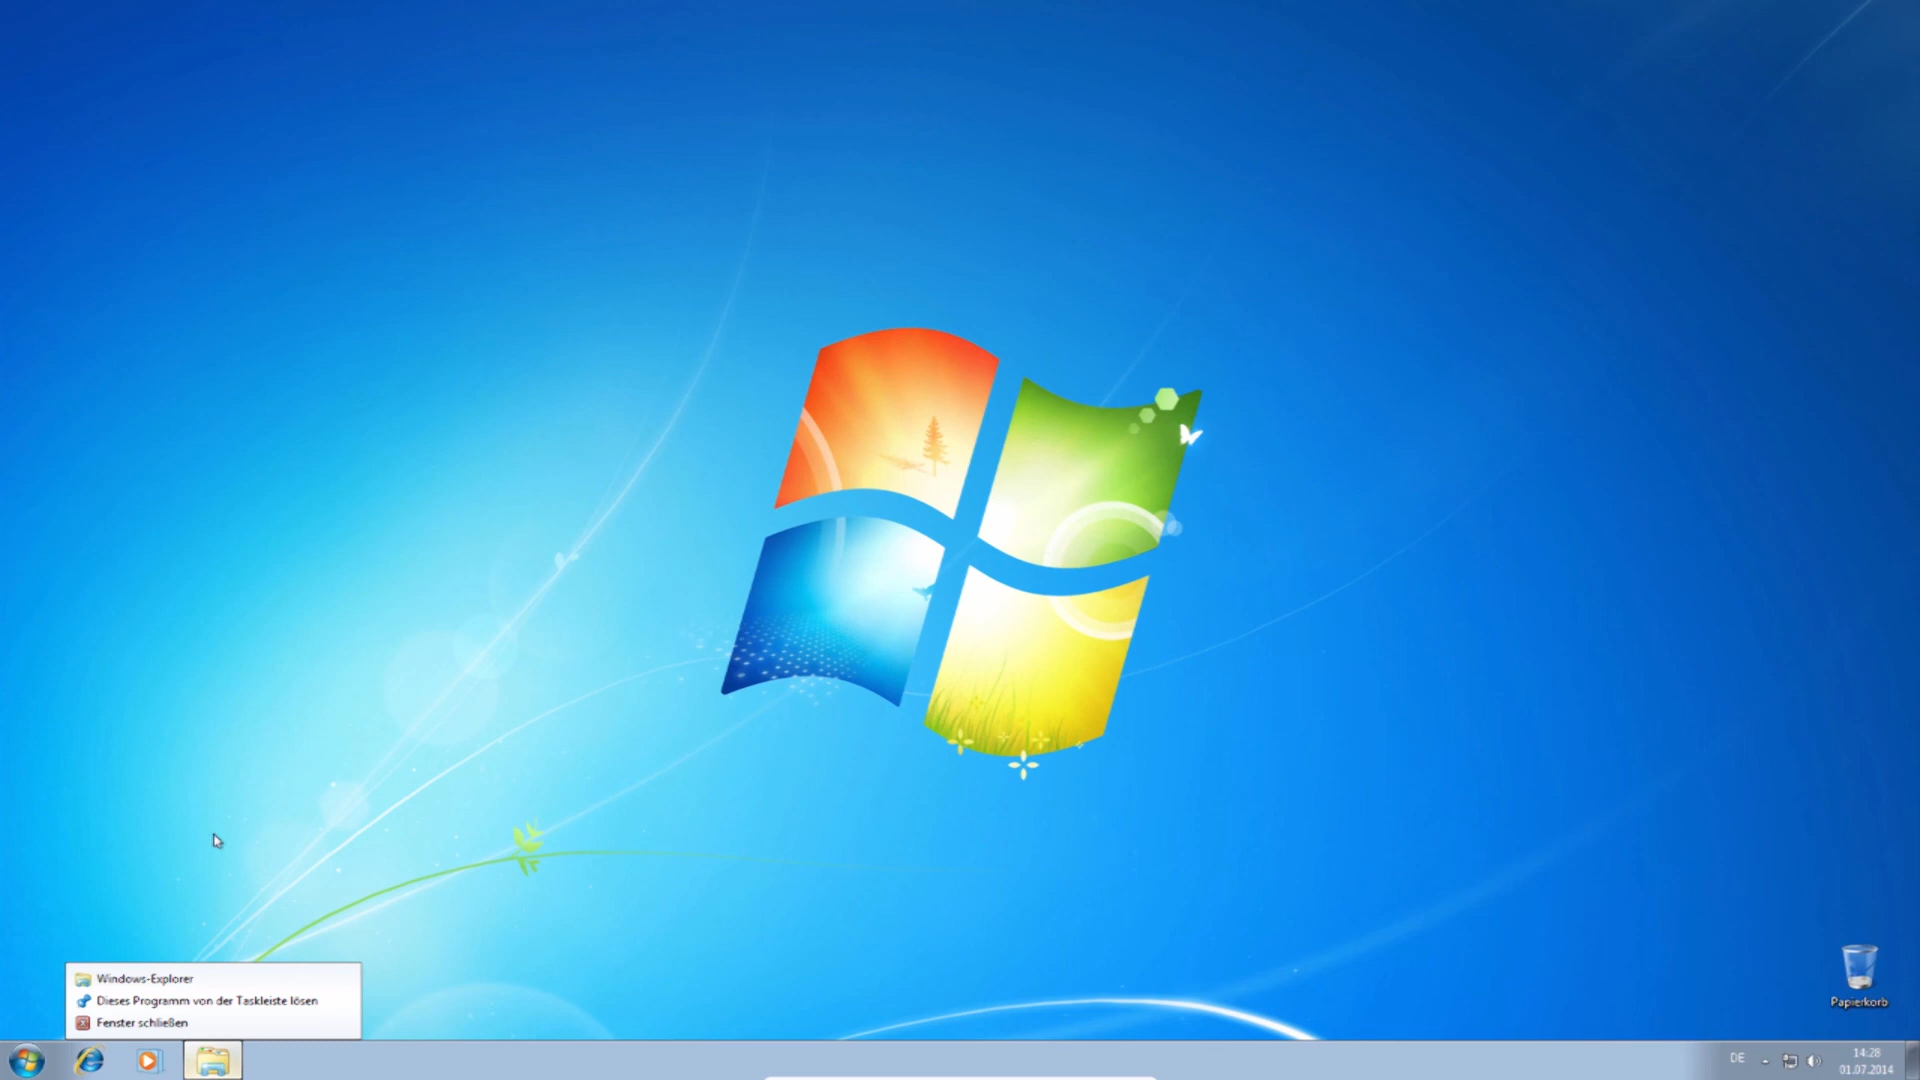 Windows-Explorer
Dieses Programm von der Taskleiste lösen
Fenster schließen
Papierkorb
DE
14:28
01.07.2014